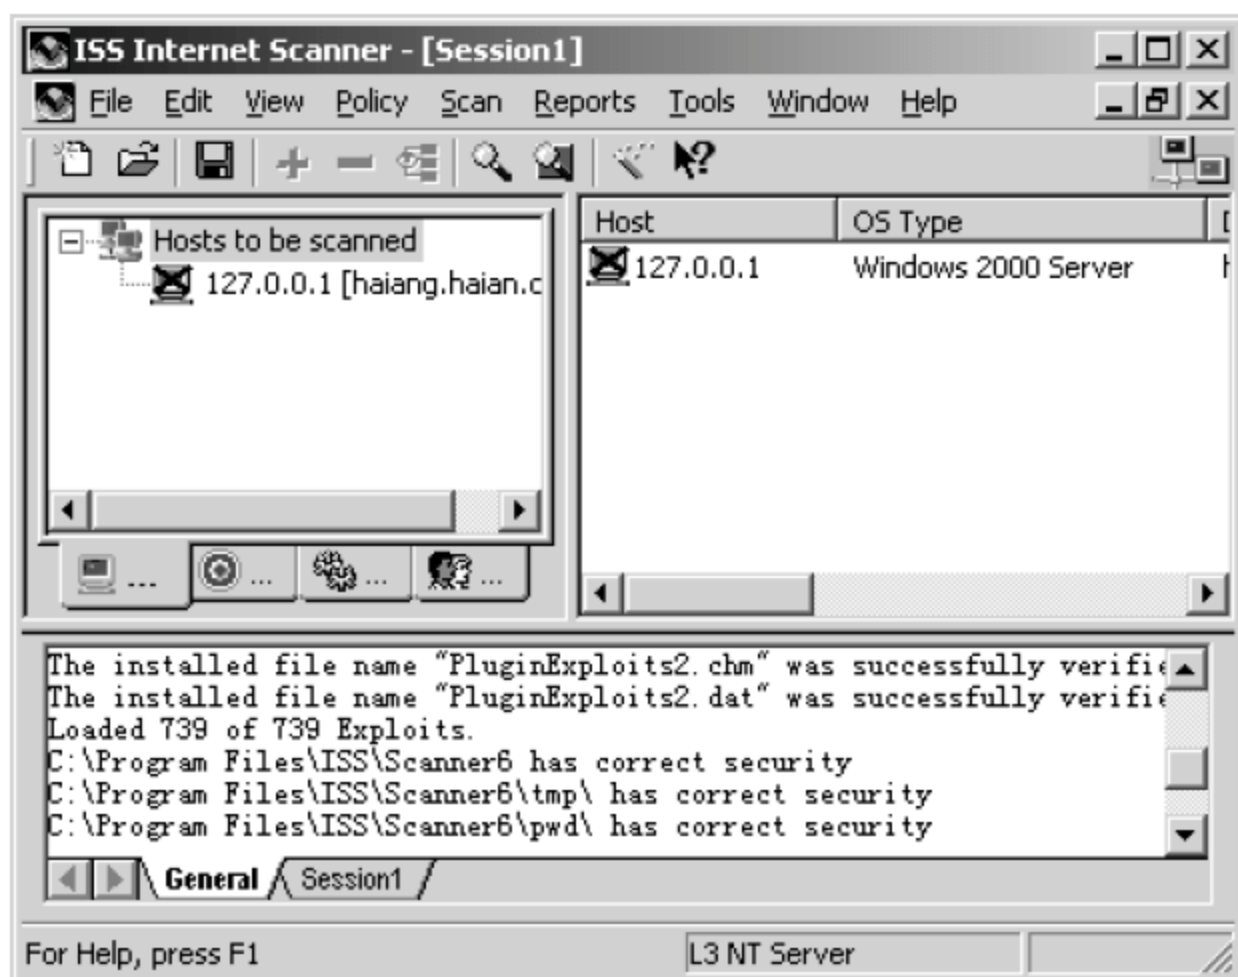 ISS Internet Scanner - [Session1]
File Edit View Policy Scan Reports Tools Window Help
Hosts to be scanned
127.0.0.1 [haiang.haian.c
Host OS Type
127.0.0.1 Windows 2000 Server
... ... ... ...
The installed file name "PluginExploits2.chm" was successfully verifie
The installed file name "PluginExploits2.dat" was successfully verifie
Loaded 739 of 739 Exploits.
C:\Program Files\ISS\Scanner6 has correct security
C:\Program Files\ISS\Scanner6\tmp\ has correct security
C:\Program Files\ISS\Scanner6\pwd\ has correct security
General Session1
For Help, press F1 L3 NT Server